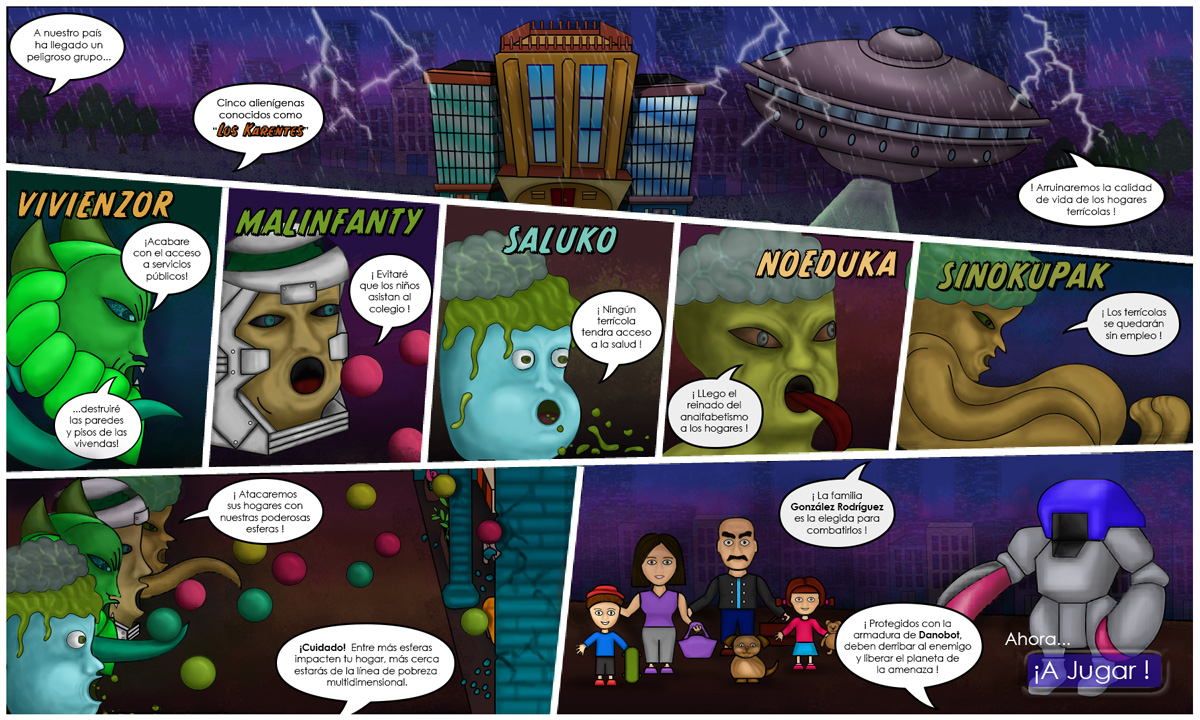 A nuestro país
ha llegado un
peligroso grupo...
Cinco alienígenas
conocidos como
"Los Karentes"
! Arruinaremos la calidad
de vida de los hogares
terrícolas !
VIVIENZOR
¡Acabare
con el acceso
a servicios
públicos!
...destruiré
las paredes
y pisos de las
vivendas!
MALINFANTY
¡ Evitaré
que los niños
asistan al
colegio !
SALUKO
¡ Ningún
terrícola
tendra acceso
a la salud !
NOEDUKA
¡ LLego el
reinado del
analfabetismo
a los hogares !
SINOKUPAK
¡ Los terrícolas
se quedarán
sin empleo !
¡ Atacaremos
sus hogares con
nuestras poderosas
esferas !
¡Cuidado! Entre más esferas
impacten tu hogar, más cerca
estarás de la línea de pobreza
multidimensional.
¡ La familia
González Rodríguez
es la elegida para
combatirlos !
¡ Protegidos con la
armadura de Danobot,
deben derribar al enemigo
y liberar el planeta de
la amenaza !
Ahora...
¡A Jugar !